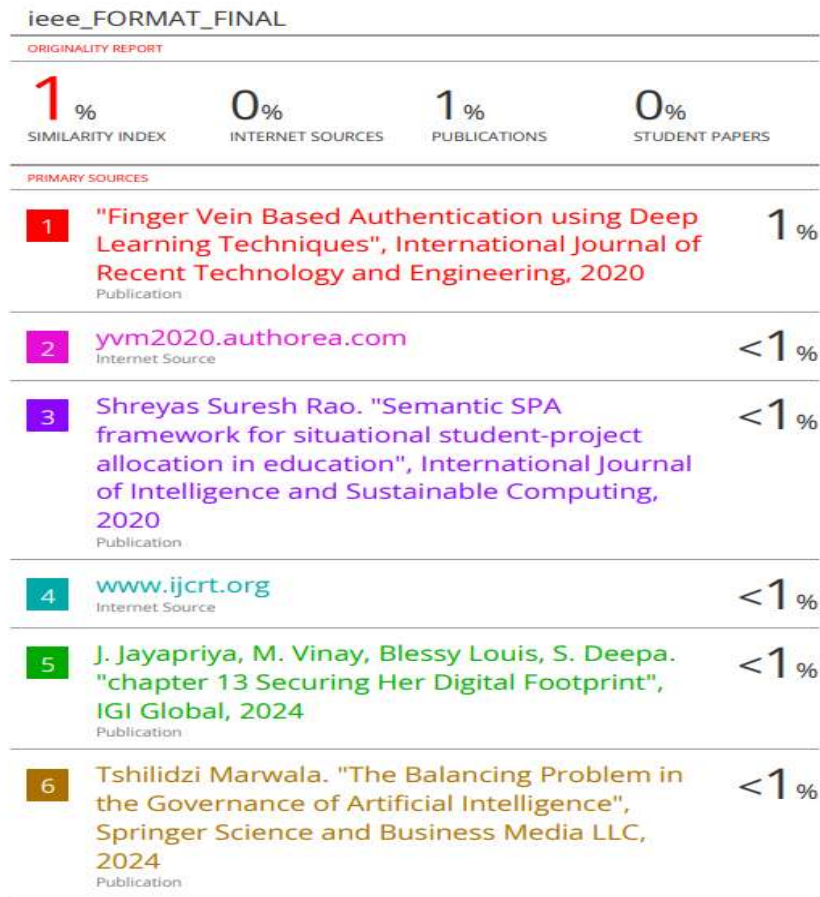 ieee_FORMAT_FINAL
ORIGINALITY REPORT
1% 0% 1% 0%
SIMILARITY INDEX INTERNET SOURCES PUBLICATIONS STUDENT PAPERS
PRIMARY SOURCES
1 "Finger Vein Based Authentication using Deep 1%
Learning Techniques", International Journal of
Recent Technology and Engineering, 2020
Publication
2 yvm2020.authorea.com <1%
Internet Source
3 Shreyas Suresh Rao. "Semantic SPA <1%
framework for situational student-project
allocation in education", International Journal
of Intelligence and Sustainable Computing,
2020
Publication
4 www.ijcrt.org <1%
Internet Source
5 J. Jayapriya, M. Vinay, Blessy Louis, S. Deepa. <1%
"chapter 13 Securing Her Digital Footprint",
IGI Global, 2024
Publication
6 Tshilidzi Marwala. "The Balancing Problem in <1%
the Governance of Artificial Intelligence",
Springer Science and Business Media LLC,
2024
Publication